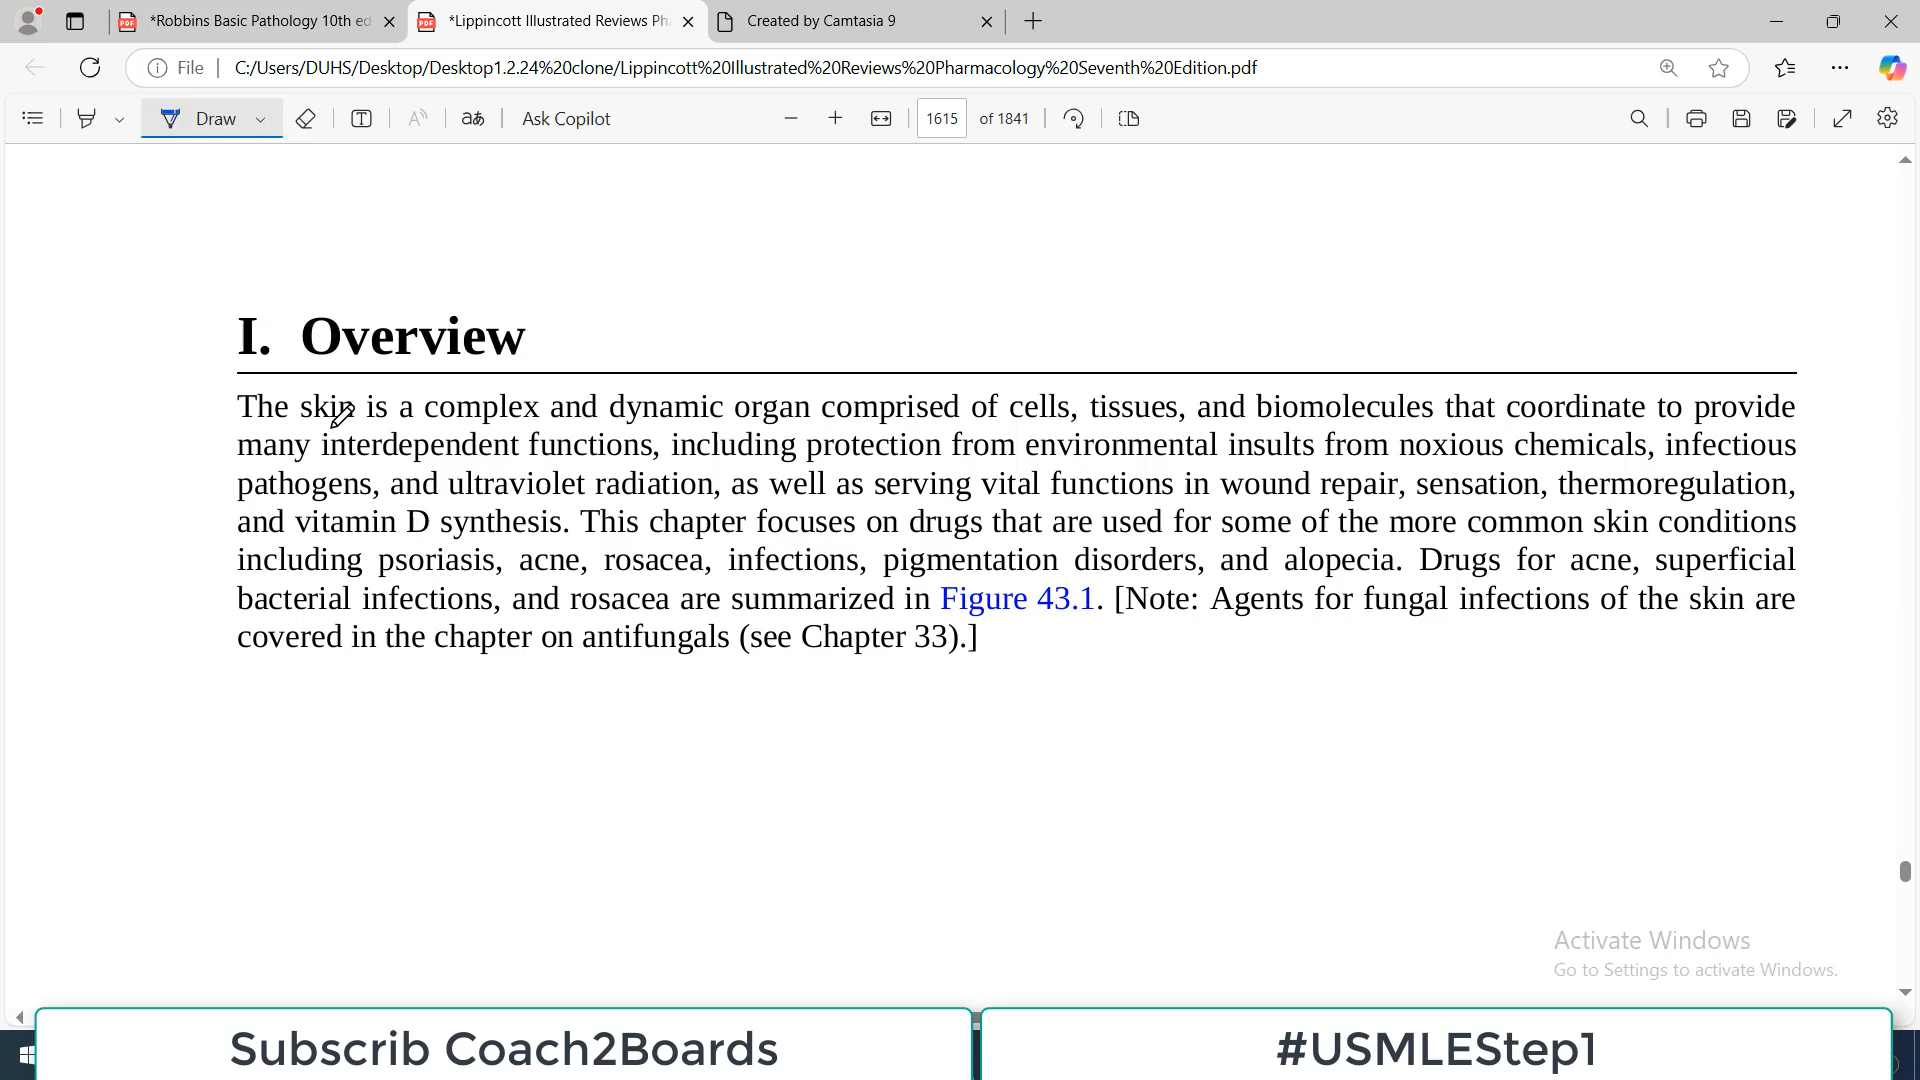 *Robbins Basic Pathology 10th ed
*Lippincott Illustrated Reviews Ph
Created by Camtasia 9
File
C:/Users/DUHS/Desktop/Desktop1.2.24%20clone/Lippincott%20Illustrated%20Reviews%20Pharmacology%20Seventh%20Edition.pdf
Draw
aあ
Ask Copilot
1615 of 1841
I. Overview
The skin is a complex and dynamic organ comprised of cells, tissues, and biomolecules that coordinate to provide
many interdependent functions, including protection from environmental insults from noxious chemicals, infectious
pathogens, and ultraviolet radiation, as well as serving vital functions in wound repair, sensation, thermoregulation,
and vitamin D synthesis. This chapter focuses on drugs that are used for some of the more common skin conditions
including psoriasis, acne, rosacea, infections, pigmentation disorders, and alopecia. Drugs for acne, superficial
bacterial infections, and rosacea are summarized in Figure 43.1. [Note: Agents for fungal infections of the skin are
covered in the chapter on antifungals (see Chapter 33).]
Activate Windows
Go to Settings to activate Windows.
Subscrib Coach2Boards
#USMLEStep1